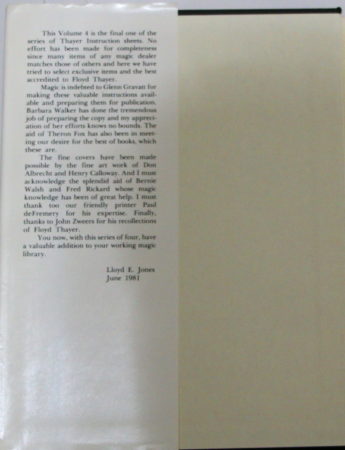 This Volume 4 is the final one of the
series of Thayer Instruction sheets. No
effort has been made for completeness
since many items of any magic dealer
matches those of others and here we have
tried to select exclusive items and the best
accredited to Floyd Thayer.
Magic is indebted to Glenn Gravatt for
making these valuable instructions avail-
able and preparing them for publication.
Barbara Walker has done the tremendous
job of preparing the copy and my appreci-
ation of her efforts knows no bounds. The
aid of Theron Fox has also been in meet-
ing our desire for the best of books, which
these are.
The fine covers have been made
possible by the fine art work of Don
Albrecht and Henry Calloway. And I must
acknowledge the splendid aid of Bernie
Walsh and Fred Rickard whose magic
knowledge has been of great help. I must
thank too our friendly printer Paul
deFremery for his expertise. Finally,
thanks to John Zweers for his recollections
of Floyd Thayer.
You now, with this series of four, have
a valuable addition to your working magic
library.
Lloyd E. Jones
June 1981